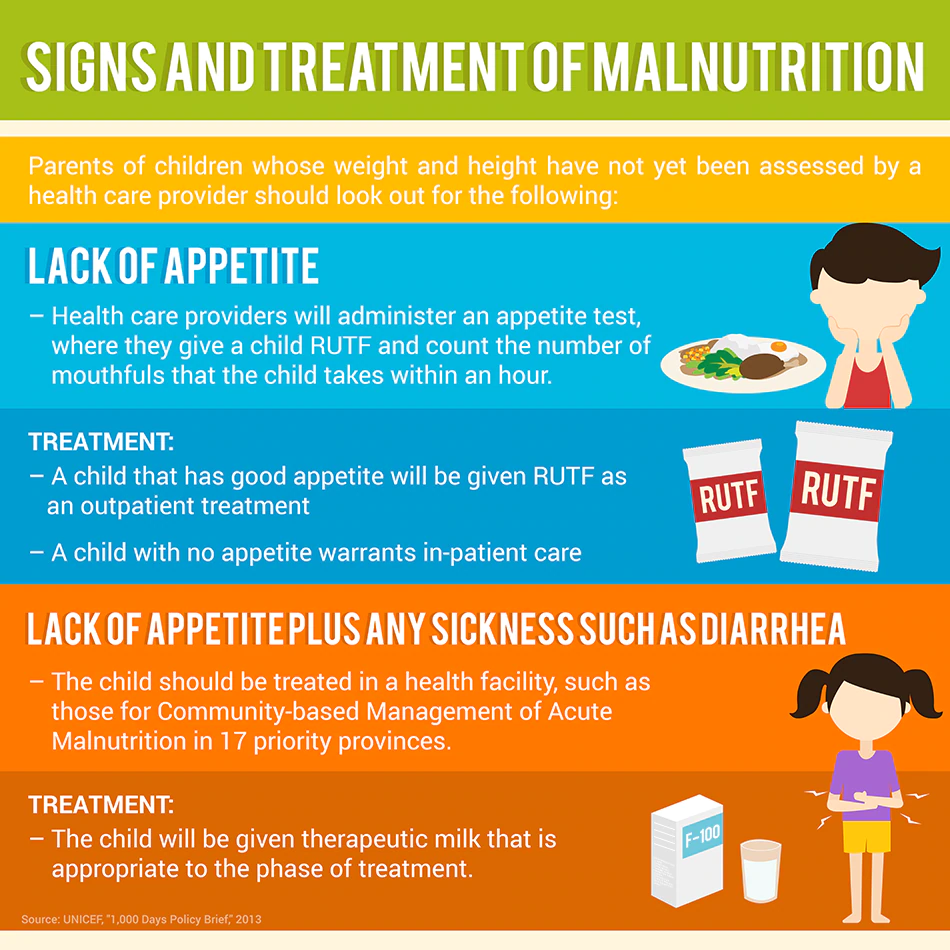 SIGNS AND TREATMENT OF MALNUTRITION
Parents of children whose weight and height have not yet been assessed by a
health care provider should look out for the following:
LACK OF APPETITE
– Health care providers will administer an appetite test,
where they give a child RUTF and count the number of
mouthfuls that the child takes within an hour.
TREATMENT:
– A child that has good appetite will be given RUTF as
an outpatient treatment
– A child with no appetite warrants in-patient care
RUTF
RUTF
LACK OF APPETITE PLUS ANY SICKNESS SUCH AS DIARRHEA
– The child should be treated in a health facility, such as
those for Community-based Management of Acute
Malnutrition in 17 priority provinces.
TREATMENT:
– The child will be given therapeutic milk that is
appropriate to the phase of treatment.
F-100
Source: UNICEF, "1,000 Days Policy Brief," 2013